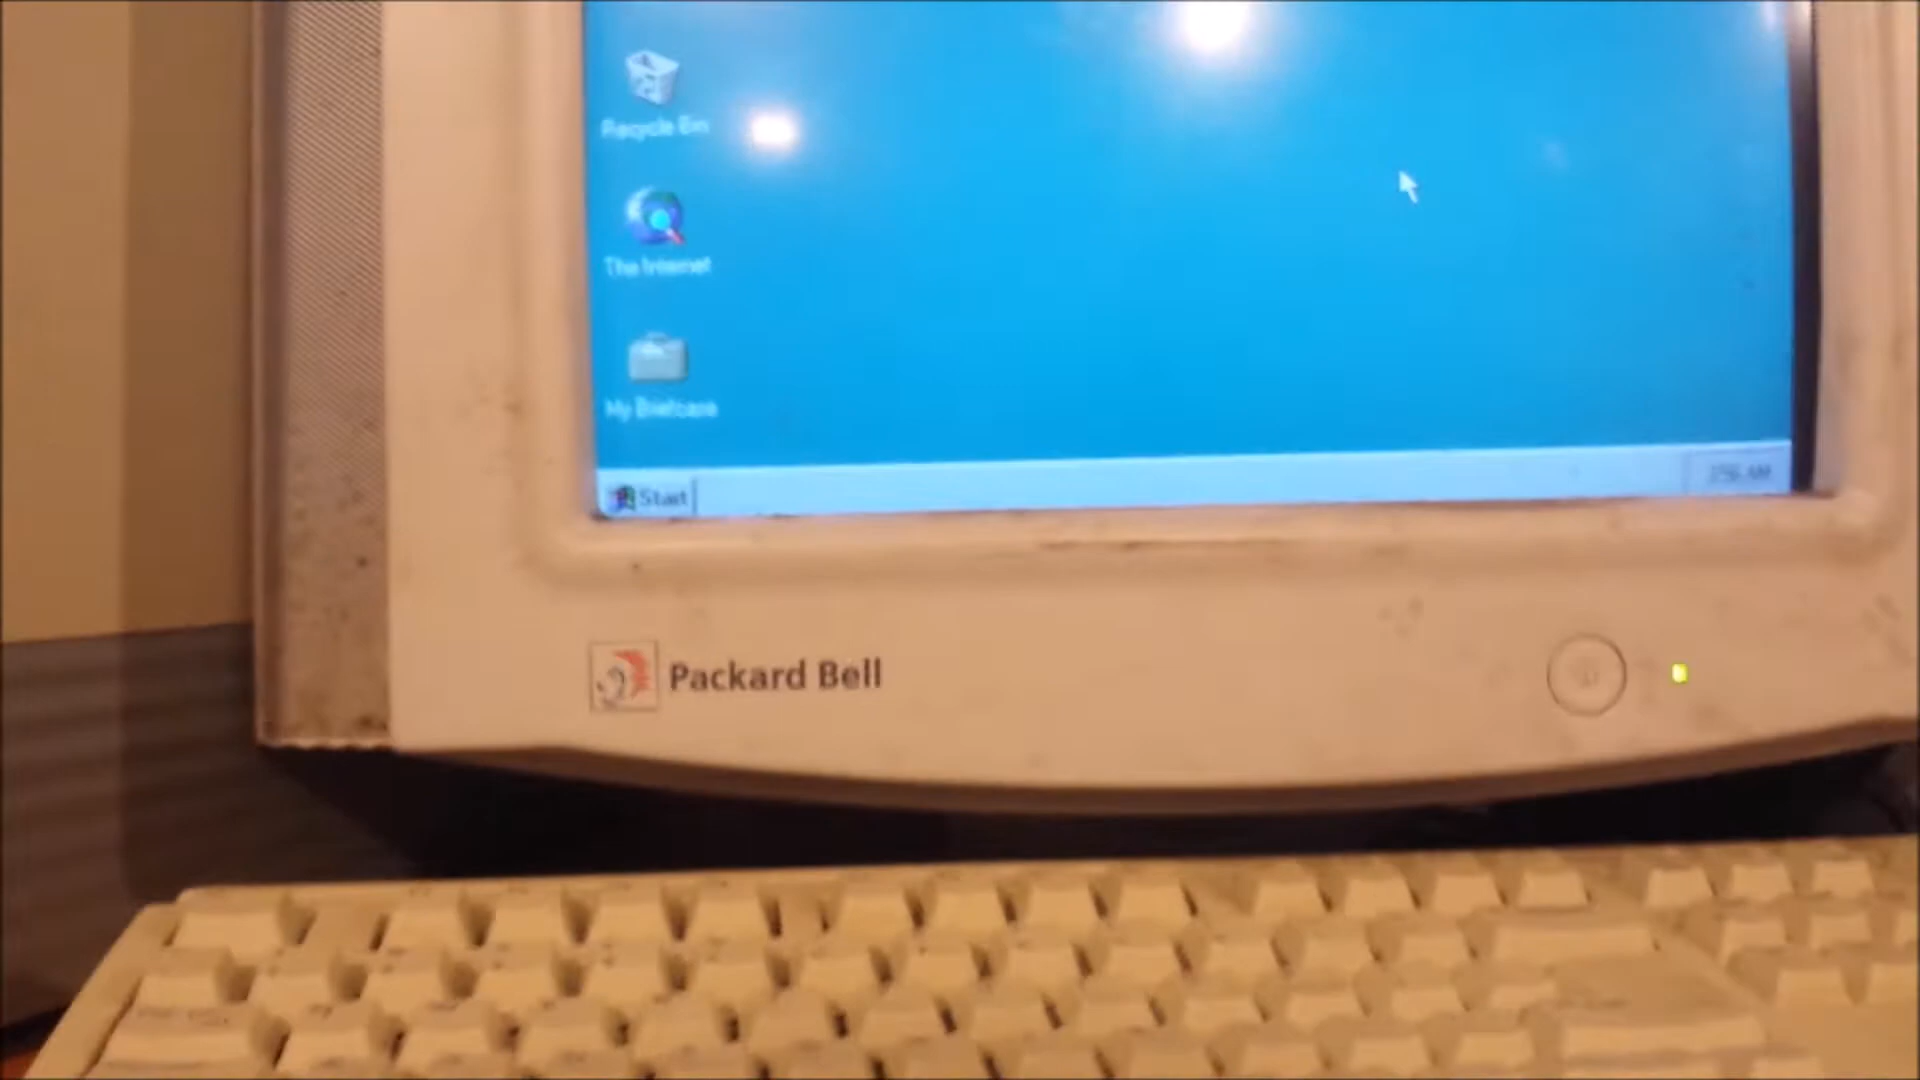 Recycle Bin
The Internet
My Briefcase
Start
Packard Bell